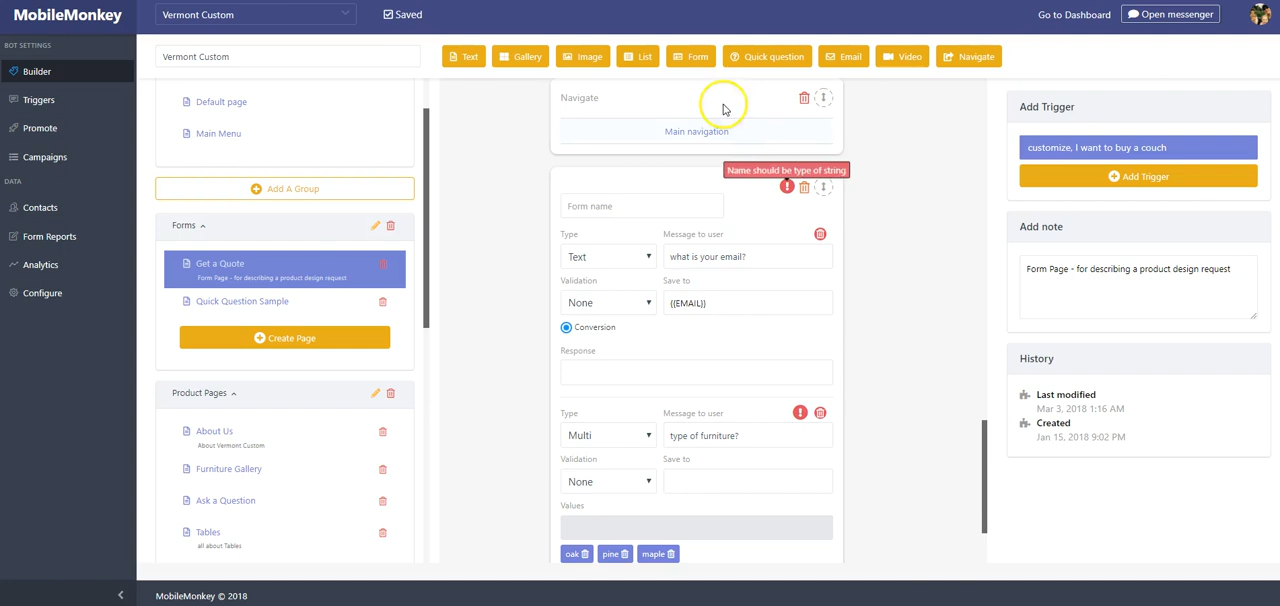 MobileMonkey
Vermont Custom
Saved
Go to Dashboard
Open messenger
BOT SETTINGS
Builder
Triggers
Promote
Campaigns
DATA
Contacts
Form Reports
Analytics
Configure
Vermont Custom
Text
Gallery
Image
List
Form
Quick question
Email
Video
Navigate
Default page
Main Menu
Add A Group
Forms
Get a Quote
Form Page - for describing a product design request
Quick Question Sample
Create Page
Product Pages
About Us
About Vermont Custom
Furniture Gallery
Ask a Question
Tables
all about Tables
Navigate
Main navigation
Name should be type of string
Form name
Type
Message to user
Text
what is your email?
Validation
Save to
None
{{EMAIL}}
Conversion
Response
Type
Message to user
Multi
type of furniture?
Validation
Save to
None
Values
oak
pine
maple
Add Trigger
customize, I want to buy a couch
Add Trigger
Add note
Form Page - for describing a product design request
History
Last modified
Mar 3, 2018 1:16 AM
Created
Jan 15, 2018 9:02 PM
MobileMonkey © 2018